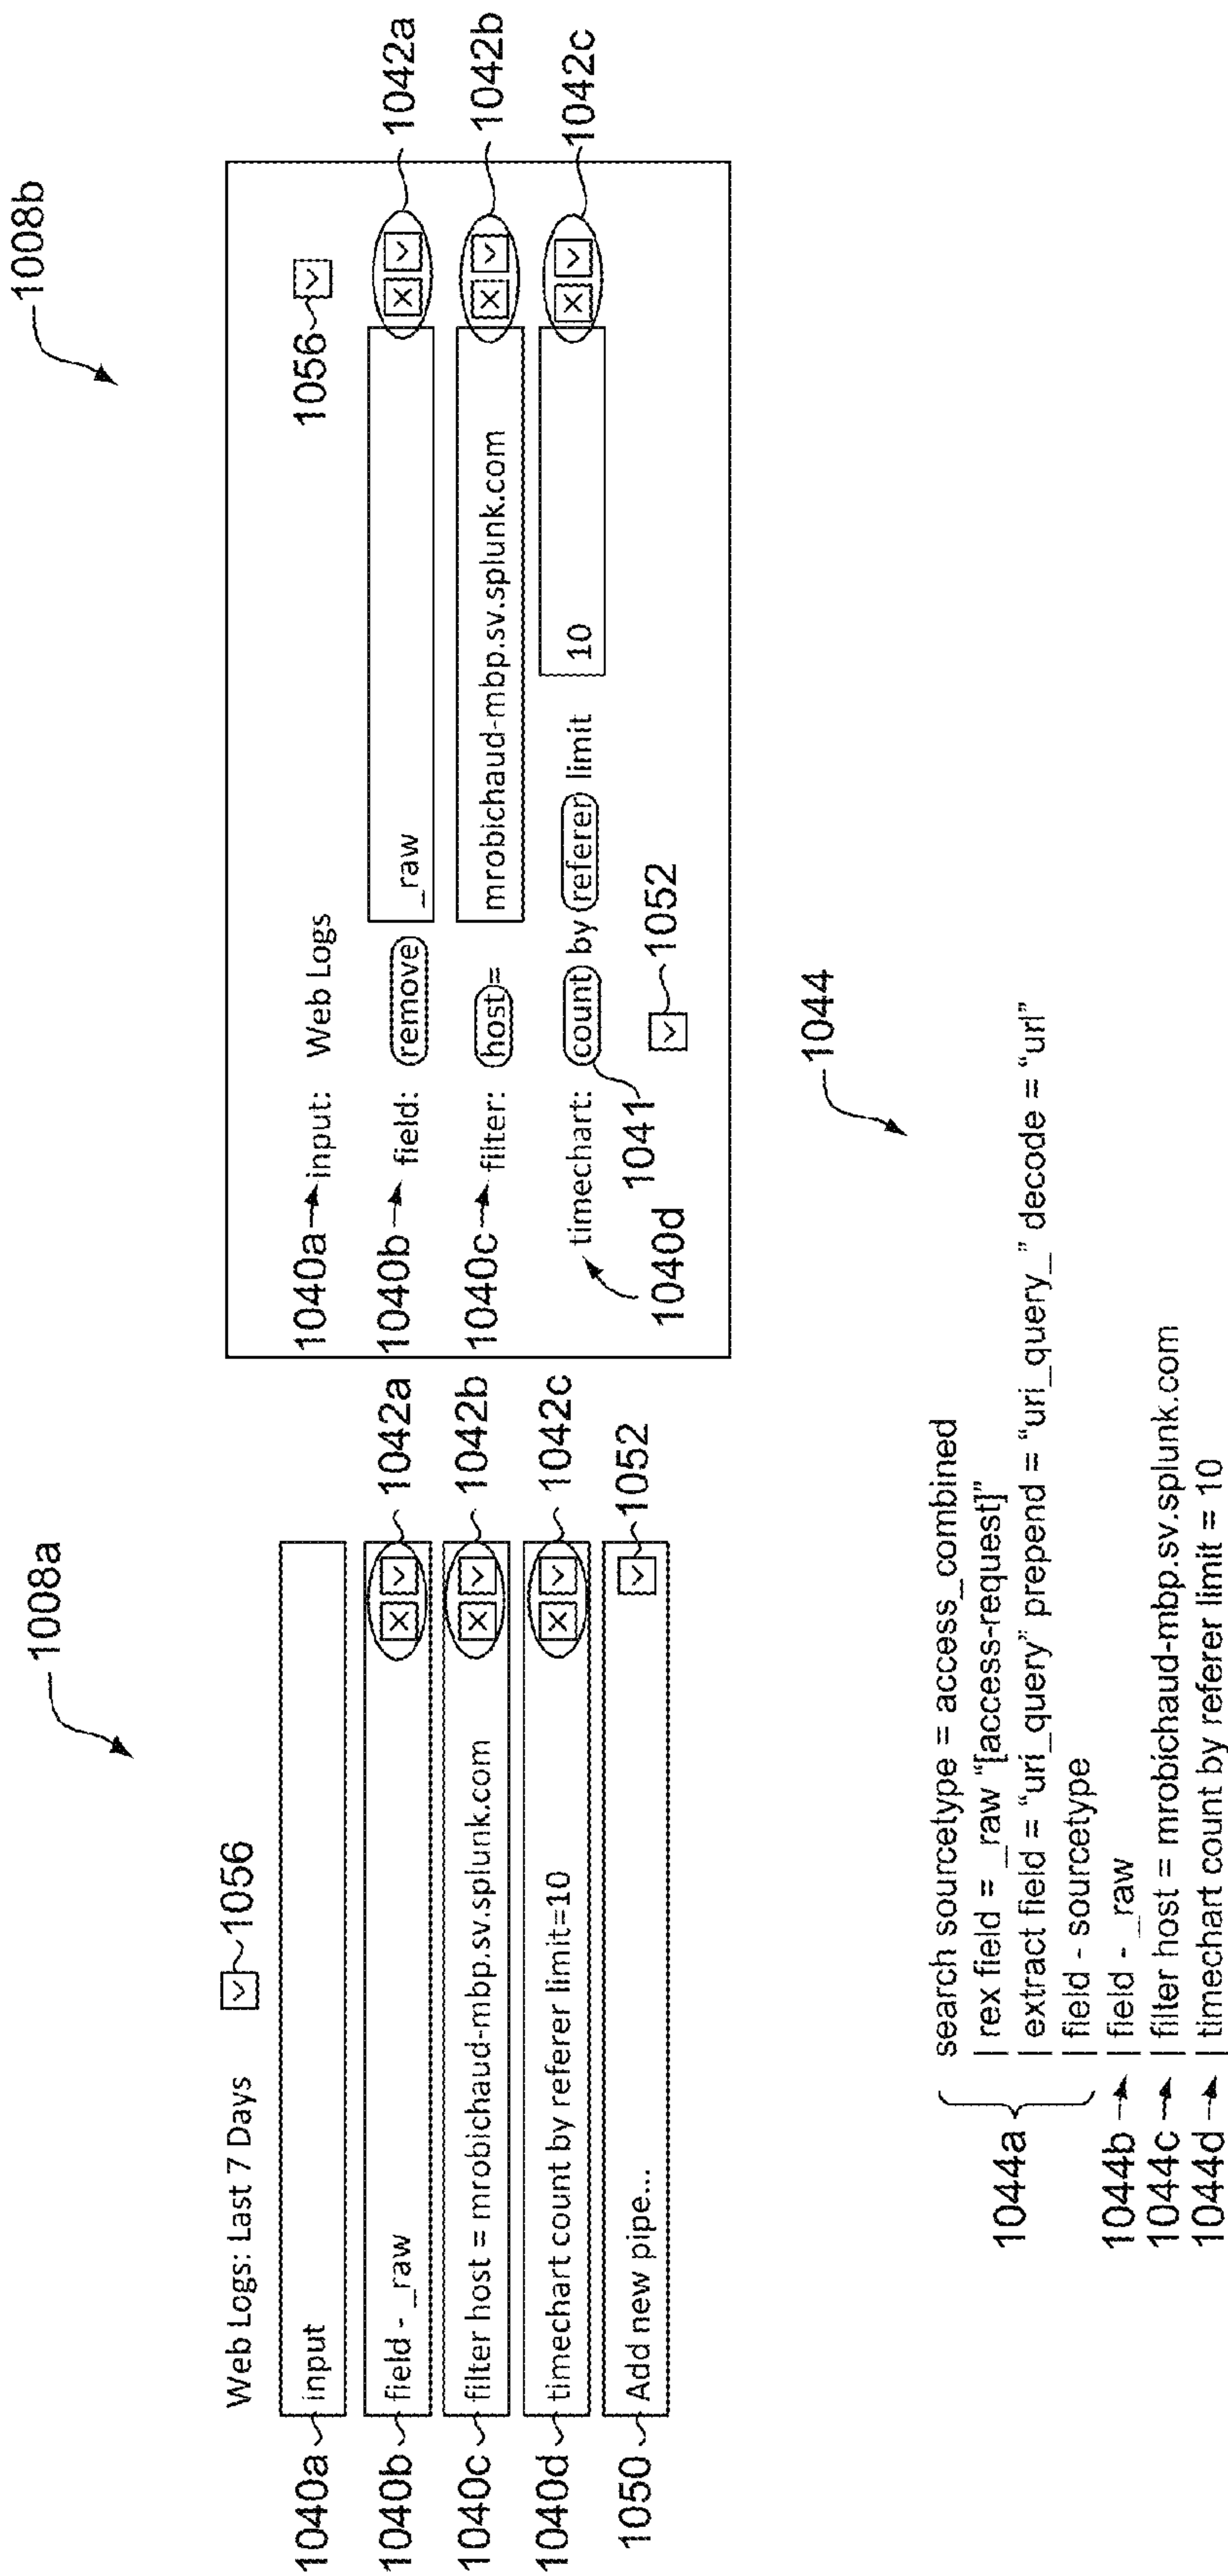 1008a
Web Logs: Last 7 Days 1056
1040a input
1040b field - _raw 1042a
1040c filter host = mrobichaud-mbp.sv.splunk.com 1042b
1040d timechart count by referer limit=10 1042c
1050 Add new pipe... 1052
1008b
1056
1040a input: Web Logs
1040b field: remove _raw 1042a
1040c filter: host = mrobichaud-mbp.sv.splunk.com 1042b
timechart: count by referer limit 10 1042c
1040d 1041 1052
1044
search sourcetype = access_combined
| rex field = _raw "[access-request]"
| extract field = "uri_query" prepend = "uri_query_" decode = "url"
| field - sourcetype
1044a
1044b | field - _raw
1044c | filter host = mrobichaud-mbp.sv.splunk.com
1044d | timechart count by referer limit = 10